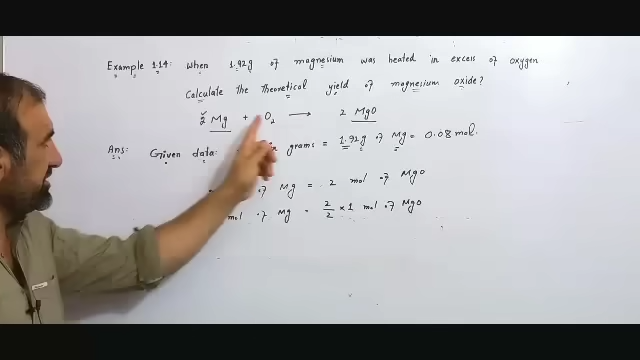 Example 1.14: When 1.92g of magnesium was heated in excess of oxygen
Calculate the theoretical yield of magnesium oxide?
2 Mg + O₂ → 2 MgO
Ans: Given data: grams = 1.92g of Mg = 0.08 mol.
of Mg = 2 mol of MgO
mol of Mg = 2/2 × 1 mol of MgO